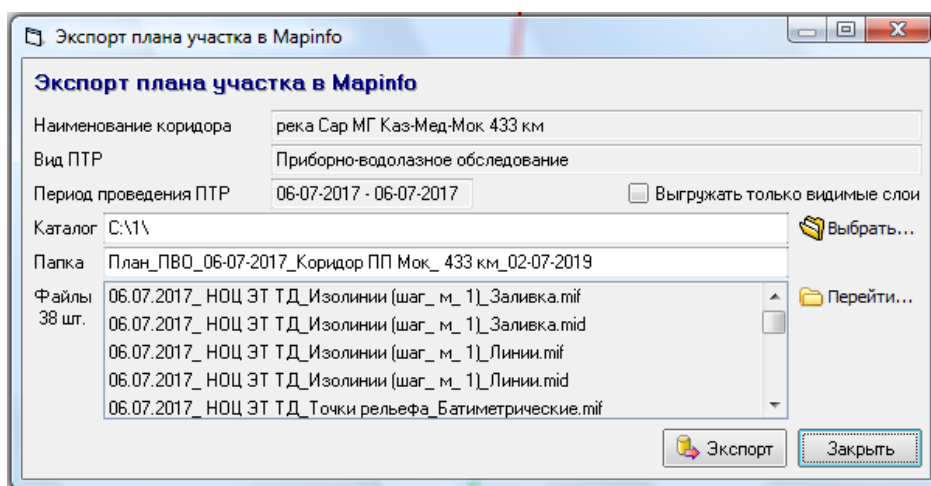 Экспорт плана участка в Mapinfo
Экспорт плана участка в Mapinfo
Наименование коридора река Сар МГ Каз-Мед-Мок 433 км
Вид ПТР Приборно-водолазное обследование
Период проведения ПТР 06-07-2017 - 06-07-2017 Выгружать только видимые слои
Каталог C:\1\ Выбрать...
Папка План_ПВО_06-07-2017_Коридор ПП Мок_ 433 км_02-07-2019
Файлы 06.07.2017_ НОЦ ЭТ ТД_Изолинии (шаг_ м_ 1)_Заливка.mif Перейти...
38 шт. 06.07.2017_ НОЦ ЭТ ТД_Изолинии (шаг_ м_ 1)_Заливка.mid
06.07.2017_ НОЦ ЭТ ТД_Изолинии (шаг_ м_ 1)_Линии.mif
06.07.2017_ НОЦ ЭТ ТД_Изолинии (шаг_ м_ 1)_Линии.mid
06.07.2017_ НОЦ ЭТ ТД_Точки рельефа_Батиметрические.mif
Экспорт Закрыть